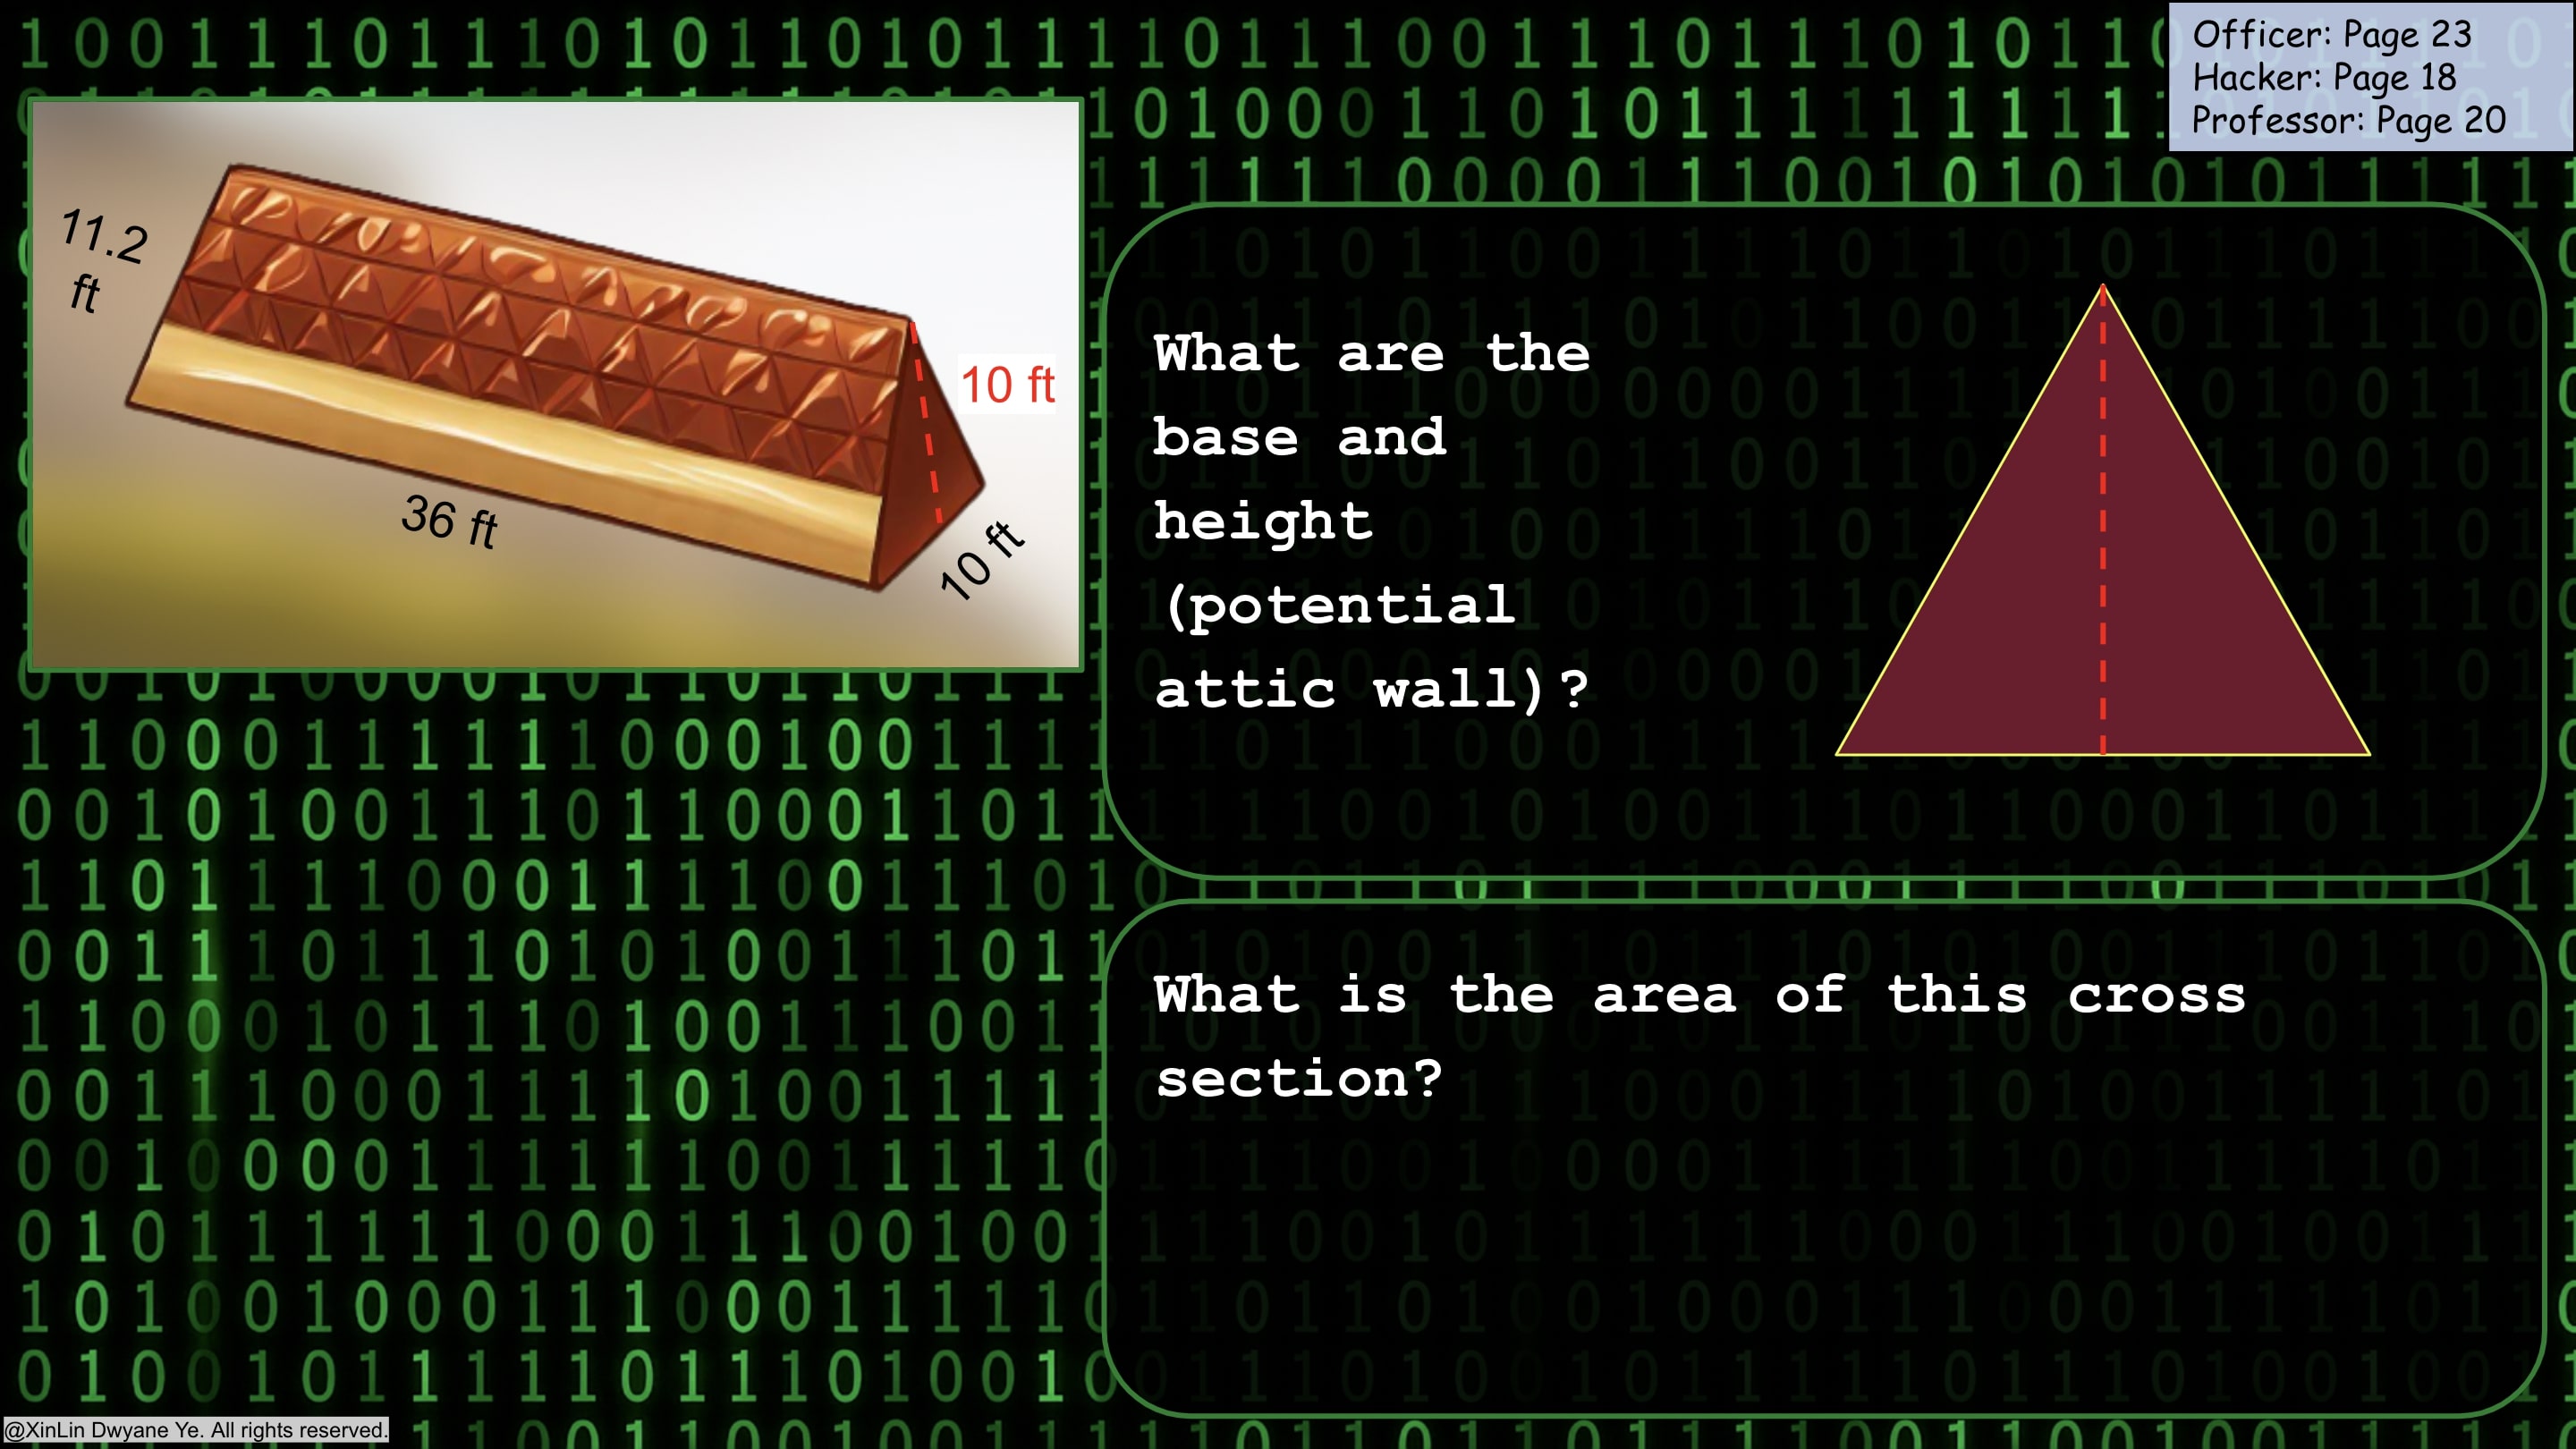 Officer: Page 23
Hacker: Page 18
Professor: Page 20
11.2
ft
10 ft
36 ft
10 ft
What are the
base and
height
(potential
attic wall)?
What is the area of this cross
section?
@XinLin Dwyane Ye. All rights reserved.